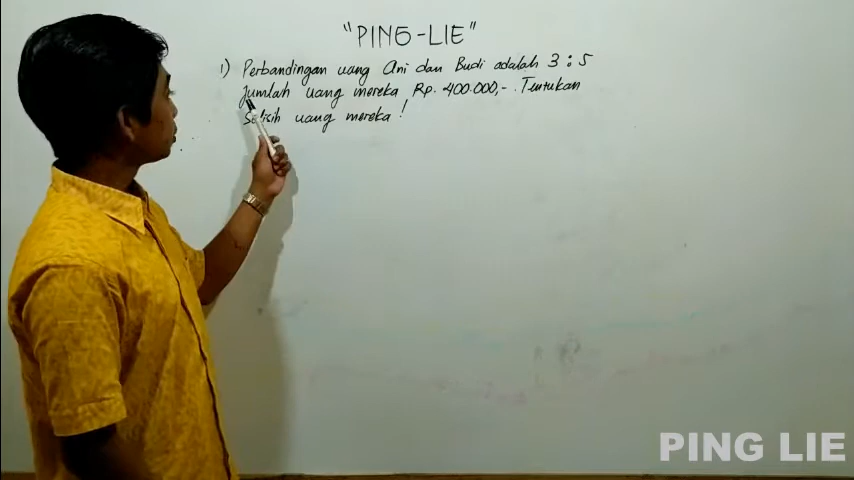 "PING-LIE"
1) Perbandingan uang Ani dan Budi adalah 3 : 5
Jumlah uang mereka Rp. 400.000,- . Tentukan
Selisih uang mereka !
PING LIE